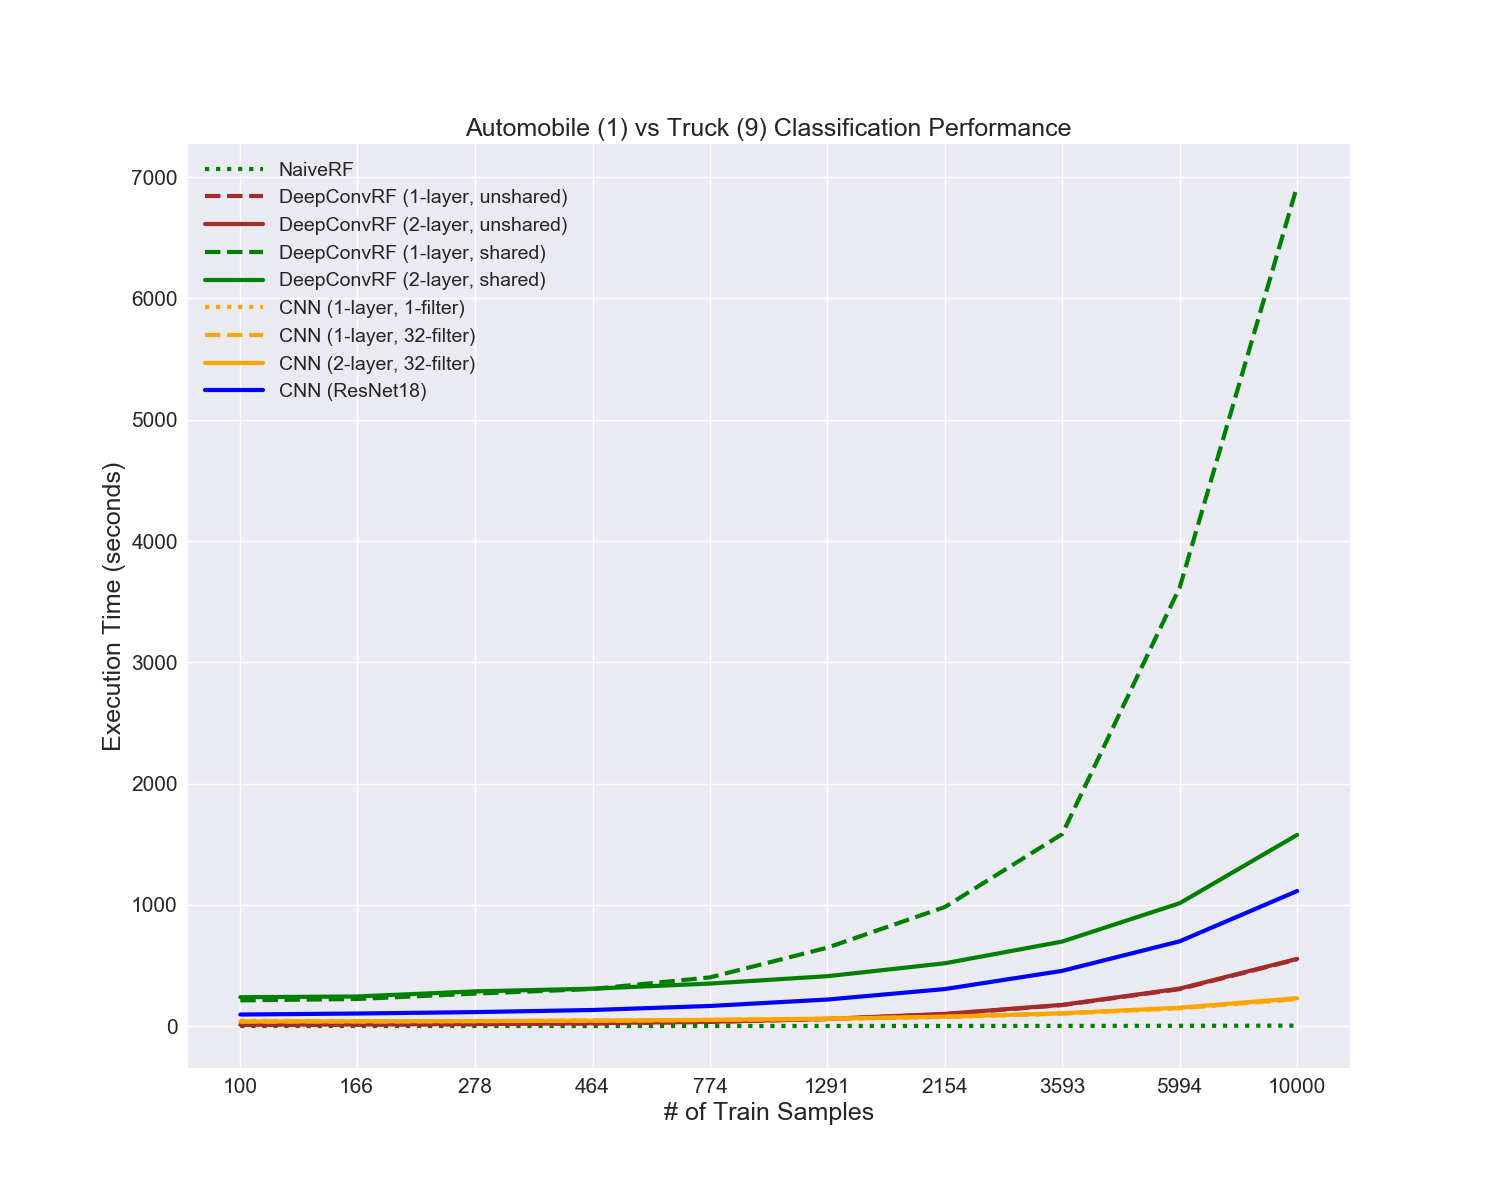 Automobile (1) vs Truck (9) Classification Performance
NaiveRF
DeepConvRF (1-layer, unshared)
DeepConvRF (2-layer, unshared)
DeepConvRF (1-layer, shared)
DeepConvRF (2-layer, shared)
CNN (1-layer, 1-filter)
CNN (1-layer, 32-filter)
CNN (2-layer, 32-filter)
CNN (ResNet18)
7000
6000
5000
4000
3000
2000
1000
0
Execution Time (seconds)
100 166 278 464 774 1291 2154 3593 5994 10000
# of Train Samples